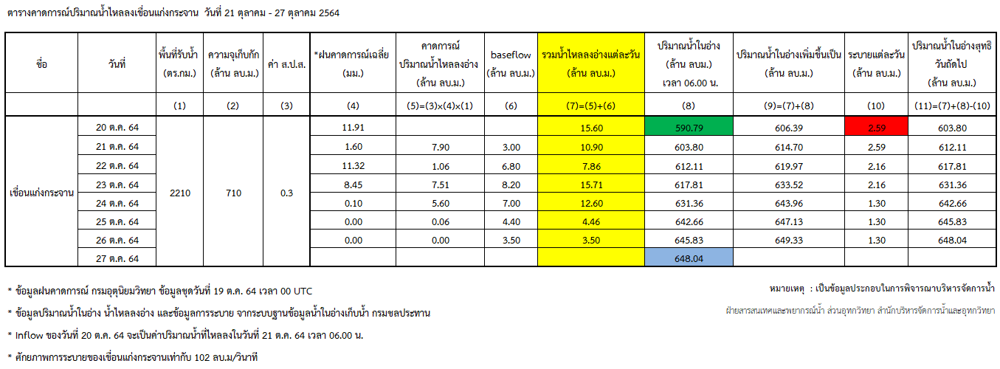 ตารางคาดการณ์ปริมาณน้ำไหลลงเขื่อนแก่งกระจาน วันที่ 21 ตุลาคม - 27 ตุลาคม 2564
ชื่อ วันที่ พื้นที่รับน้ำ (ตร.กม.) ความจุเก็บกัก (ล้าน ลบ.ม.) ค่า ส.ป.ส. *ฝนคาดการณ์เฉลี่ย (มม.) คาดการณ์ ปริมาณน้ำไหลลงอ่าง (ล้าน ลบ.ม.) baseflow (ล้าน ลบ.ม.) รวมน้ำไหลลงอ่างแต่ละวัน (ล้าน ลบ.ม.) ปริมาณน้ำในอ่าง (ล้าน ลบ.ม.) เวลา 06.00 น. ปริมาณน้ำในอ่างเพิ่มขึ้นเป็น (ล้าน ลบ.ม.) ระบายแต่ละวัน (ล้าน ลบ.ม.) ปริมาณน้ำในอ่างสุทธิ วันถัดไป (ล้าน ลบ.ม.)
(1) (2) (3) (4) (5)=(3)x(4)x(1) (6) (7)=(5)+(6) (8) (9)=(7)+(8) (10) (11)=(7)+(8)-(10)
20 ต.ค. 64 11.91 15.60 590.79 606.39 2.59 603.80
21 ต.ค. 64 1.60 7.90 3.00 10.90 603.80 614.70 2.59 612.11
22 ต.ค. 64 11.32 1.06 6.80 7.86 612.11 619.97 2.16 617.81
23 ต.ค. 64 8.45 7.51 8.20 15.71 617.81 633.52 2.16 631.36
เขื่อนแก่งกระจาน 2210 710 0.3
24 ต.ค. 64 0.10 5.60 7.00 12.60 631.36 643.96 1.30 642.66
25 ต.ค. 64 0.00 0.06 4.40 4.46 642.66 647.13 1.30 645.83
26 ต.ค. 64 0.00 0.00 3.50 3.50 645.83 649.33 1.30 648.04
27 ต.ค. 64 648.04
* ข้อมูลฝนคาดการณ์ กรมอุตุนิยมวิทยา ข้อมูลชุดวันที่ 19 ต.ค. 64 เวลา 00 UTC
หมายเหตุ : เป็นข้อมูลประกอบในการพิจารณาบริหารจัดการน้ำ
* ข้อมูลปริมาณน้ำในอ่าง น้ำไหลลงอ่าง และข้อมูลการระบาย จากระบบฐานข้อมูลน้ำในอ่างเก็บน้ำ กรมชลประทาน
ฝ่ายสารสนเทศและพยากรณ์น้ำ ส่วนอุทกวิทยา สำนักบริหารจัดการน้ำและอุทกวิทยา
* Inflow ของวันที่ 20 ต.ค. 64 จะเป็นค่าปริมาณน้ำที่ไหลลงในวันที่ 21 ต.ค. 64 เวลา 06.00 น.
* ศักยภาพการระบายของเขื่อนแก่งกระจานเท่ากับ 102 ลบ.ม/วินาที